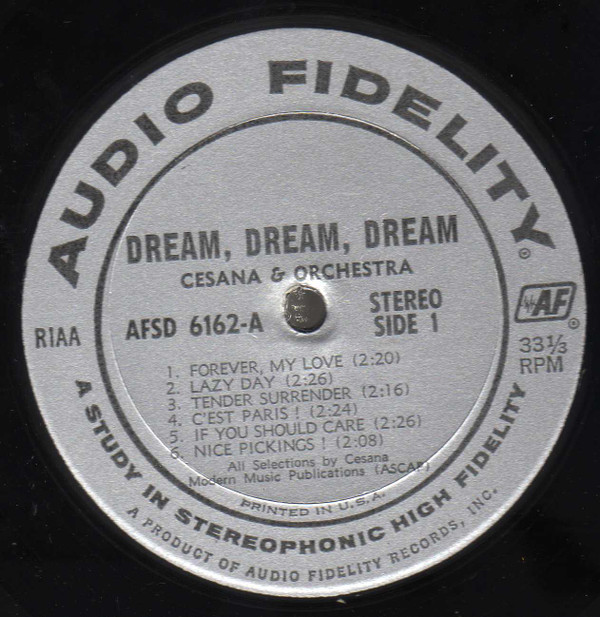 AUDIO FIDELITY®
DREAM, DREAM, DREAM
CESANA & ORCHESTRA
RIAA
AFSD 6162-A
STEREO
SIDE 1
AF®
33⅓
RPM
1. FOREVER, MY LOVE (2:20)
2. LAZY DAY (2:26)
3. TENDER SURRENDER (2:16)
4. C'EST PARIS ! (2:24)
5. IF YOU SHOULD CARE (2:26)
6. NICE PICKINGS ! (2:08)
All Selections by Cesana
Modern Music Publications (ASCAP)
PRINTED IN U.S.A.
A STUDY IN STEREOPHONIC HIGH FIDELITY
A PRODUCT OF AUDIO FIDELITY RECORDS, INC.